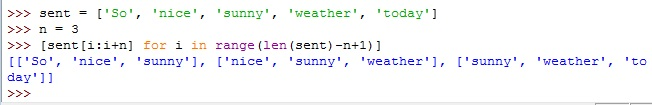 >>> sent = ['So', 'nice', 'sunny', 'weather', 'today']
>>> n = 3
>>> [sent[i:i+n] for i in range(len(sent)-n+1)]
[['So', 'nice', 'sunny'], ['nice', 'sunny', 'weather'], ['sunny', 'weather', 'to
day']]
>>>